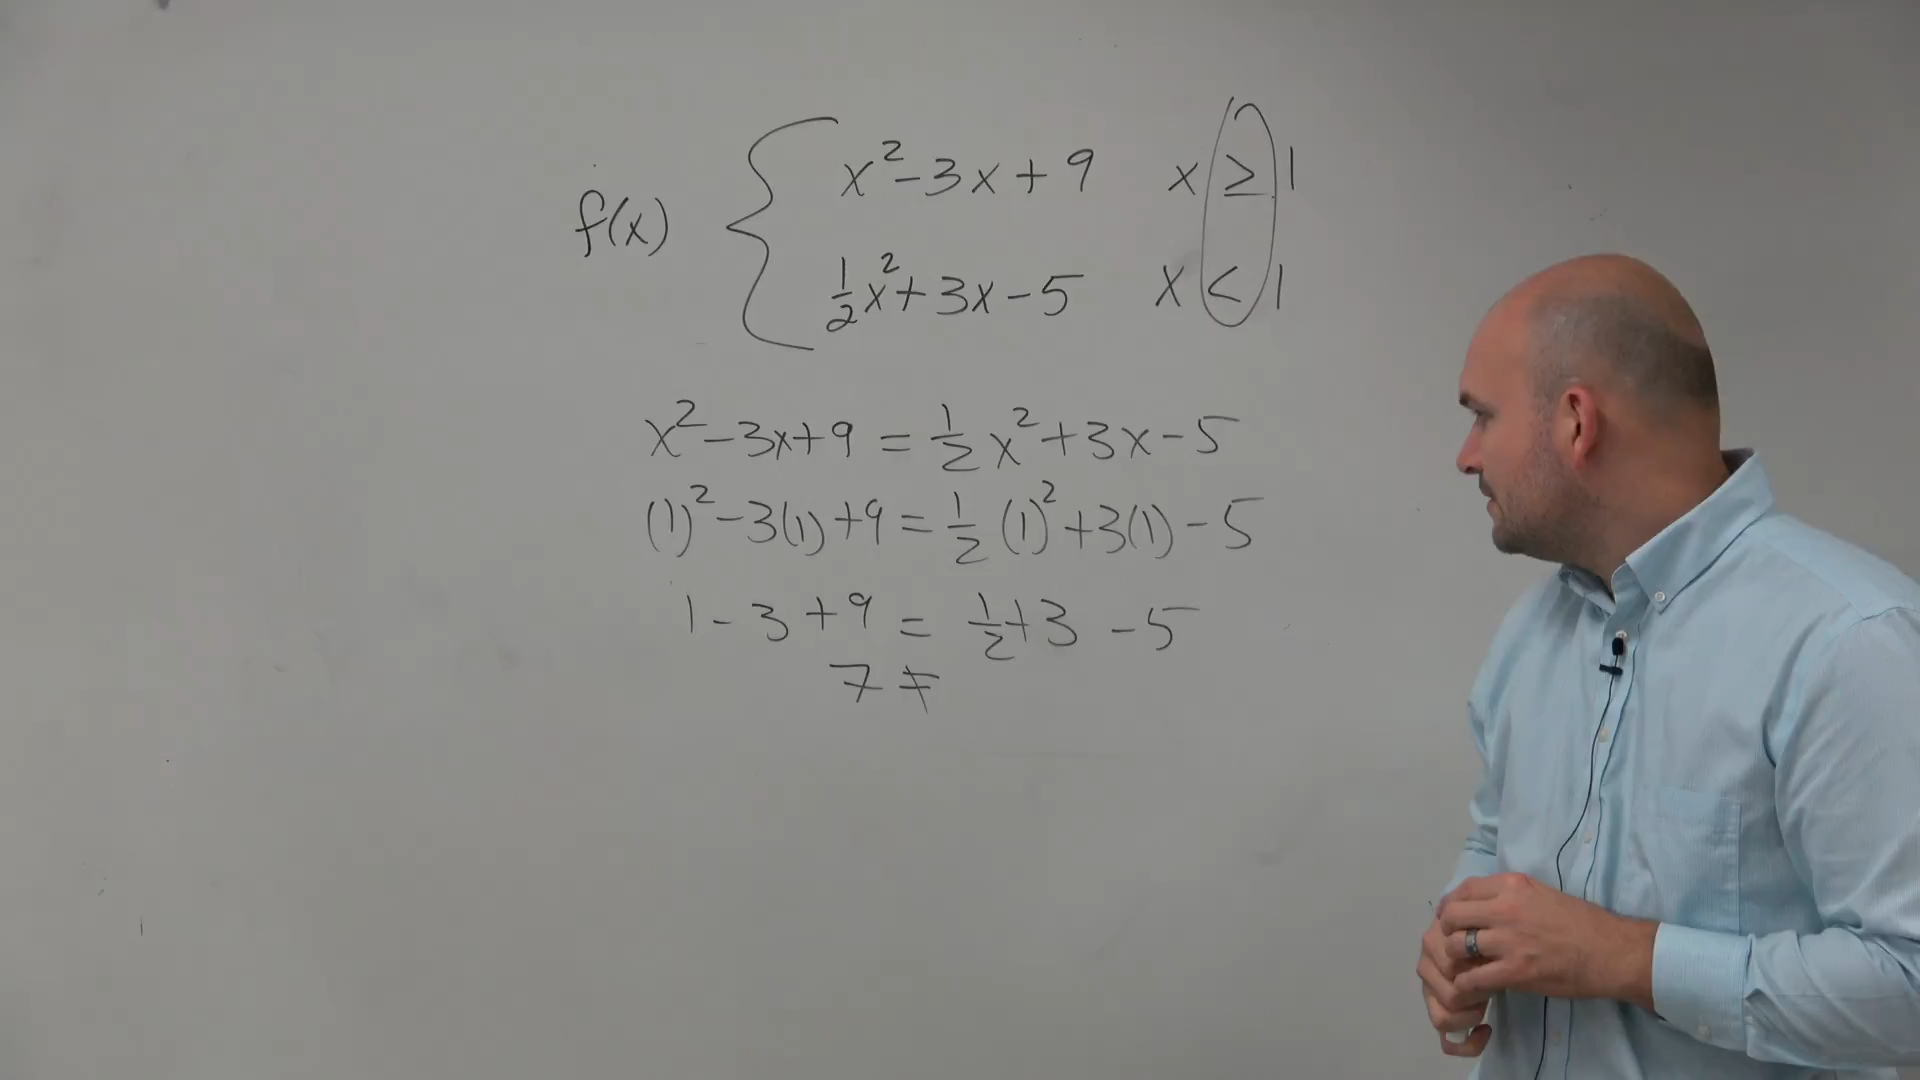 f(x) { x²-3x+9 x ≥ 1
½x²+3x-5 x < 1
x²-3x+9 = ½x²+3x-5
(1)²-3(1)+9 = ½(1)²+3(1)-5
1-3+9 = ½+3-5
7 ≠